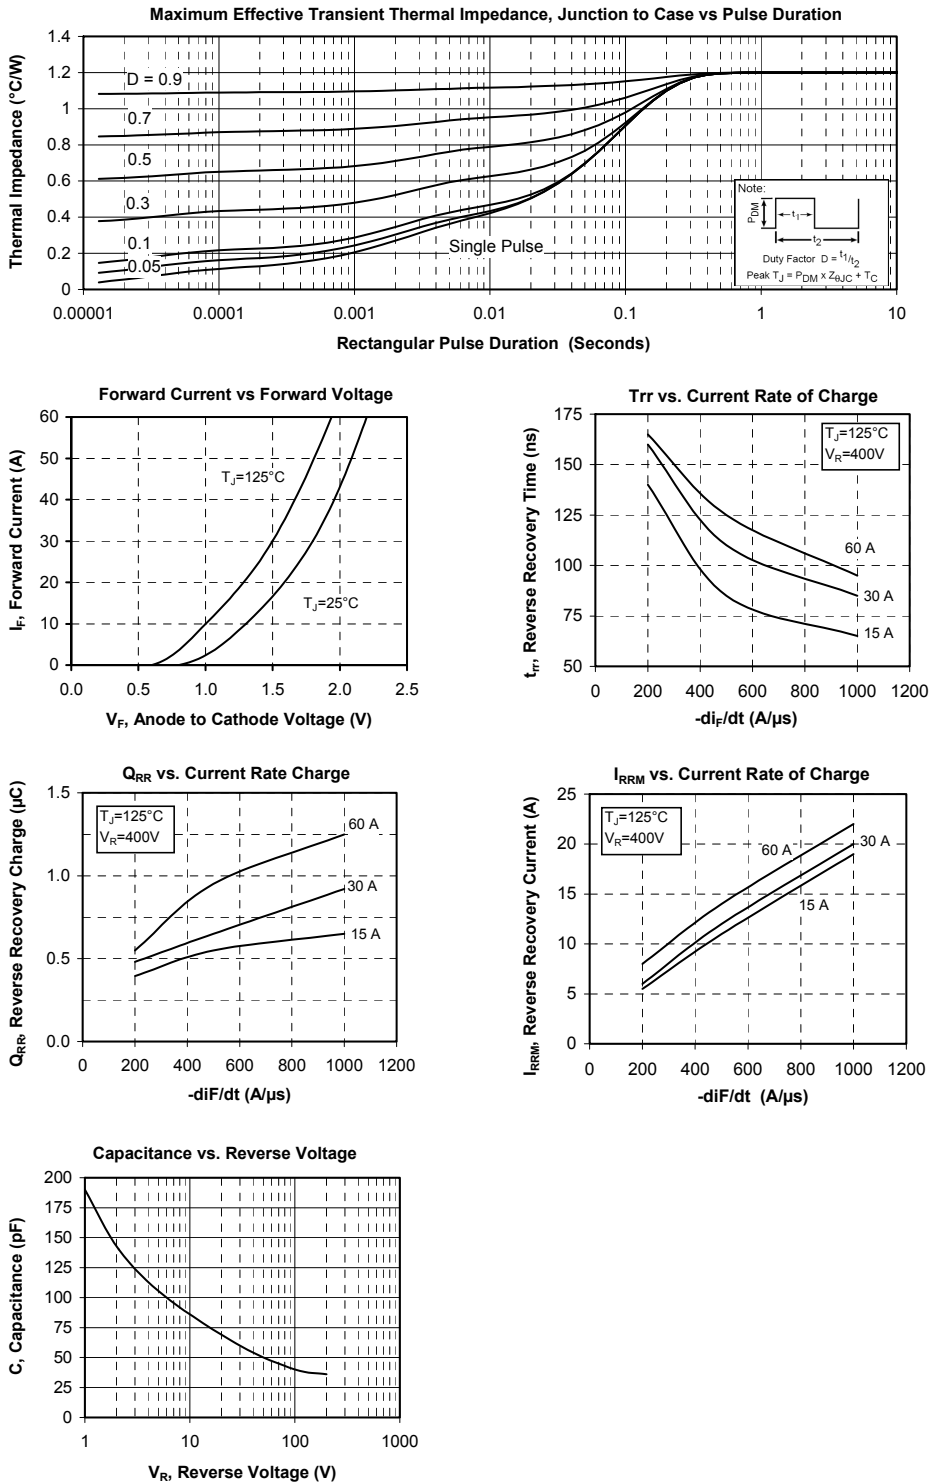 Maximum Effective Transient Thermal Impedance, Junction to Case vs Pulse Duration
Thermal Impedance (°C/W)
1.4
1.2
1
0.8
0.6
0.4
0.2
0
D = 0.9
0.7
0.5
0.3
0.1
0.05
Single Pulse
Note:
PDM
t1
t2
Duty Factor D = t1/t2
Peak TJ = PDM x ZθJC + TC
0.00001 0.0001 0.001 0.01 0.1 1 10
Rectangular Pulse Duration (Seconds)
Forward Current vs Forward Voltage
IF, Forward Current (A)
60
50
40
30
20
10
0
TJ=125°C
TJ=25°C
0.0 0.5 1.0 1.5 2.0 2.5
VF, Anode to Cathode Voltage (V)
Trr vs. Current Rate of Charge
trr, Reverse Recovery Time (ns)
175
150
125
100
75
50
TJ=125°C
VR=400V
60 A
30 A
15 A
0 200 400 600 800 1000 1200
-diF/dt (A/µs)
QRR vs. Current Rate Charge
QRR, Reverse Recovery Charge (µC)
1.5
1.0
0.5
0.0
TJ=125°C
VR=400V
60 A
30 A
15 A
0 200 400 600 800 1000 1200
-diF/dt (A/µs)
IRRM vs. Current Rate of Charge
IRRM, Reverse Recovery Current (A)
25
20
15
10
5
0
TJ=125°C
VR=400V
60 A
30 A
15 A
0 200 400 600 800 1000 1200
-diF/dt (A/µs)
Capacitance vs. Reverse Voltage
C, Capacitance (pF)
200
175
150
125
100
75
50
25
0
1 10 100 1000
VR, Reverse Voltage (V)